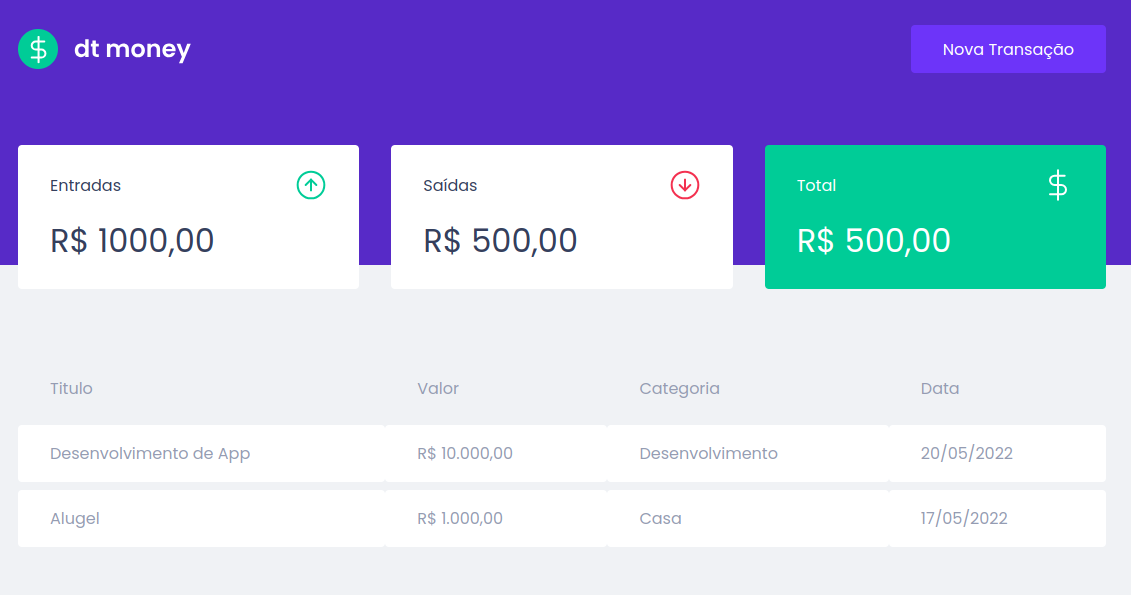 dt money
Nova Transação
Entradas
R$ 1000,00
Saídas
R$ 500,00
Total
R$ 500,00
Titulo Valor Categoria Data
Desenvolvimento de App R$ 10.000,00 Desenvolvimento 20/05/2022
Alugel R$ 1.000,00 Casa 17/05/2022